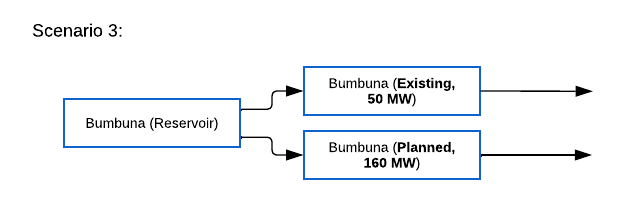 Scenario 3:
Bumbuna (Existing,
50 MW)
Bumbuna (Reservoir)
Bumbuna (Planned,
160 MW)